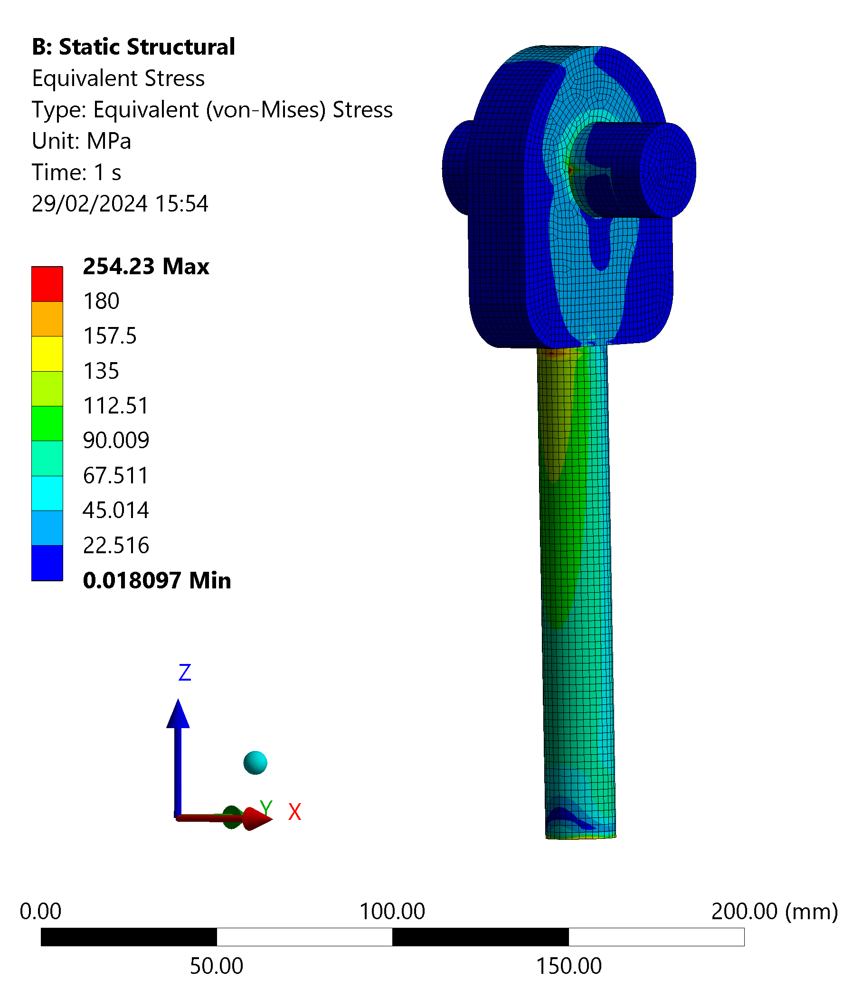 B: Static Structural
Equivalent Stress
Type: Equivalent (von-Mises) Stress
Unit: MPa
Time: 1 s
29/02/2024 15:54
254.23 Max
180
157.5
135
112.51
90.009
67.511
45.014
22.516
0.018097 Min
Z
Y X
0.00 100.00 200.00 (mm)
50.00 150.00